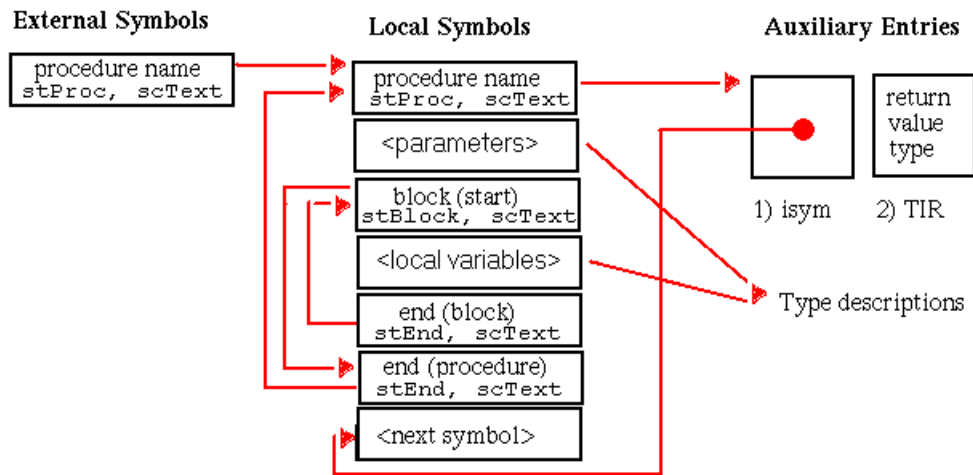 External Symbols
procedure name
stProc, scText
Local Symbols
procedure name
stProc, scText
<parameters>
block (start)
stBlock, scText
<local variables>
end (block)
stEnd, scText
end (procedure)
stEnd, scText
<next symbol>
Auxiliary Entries
return
value
type
1) isym
2) TIR
Type descriptions